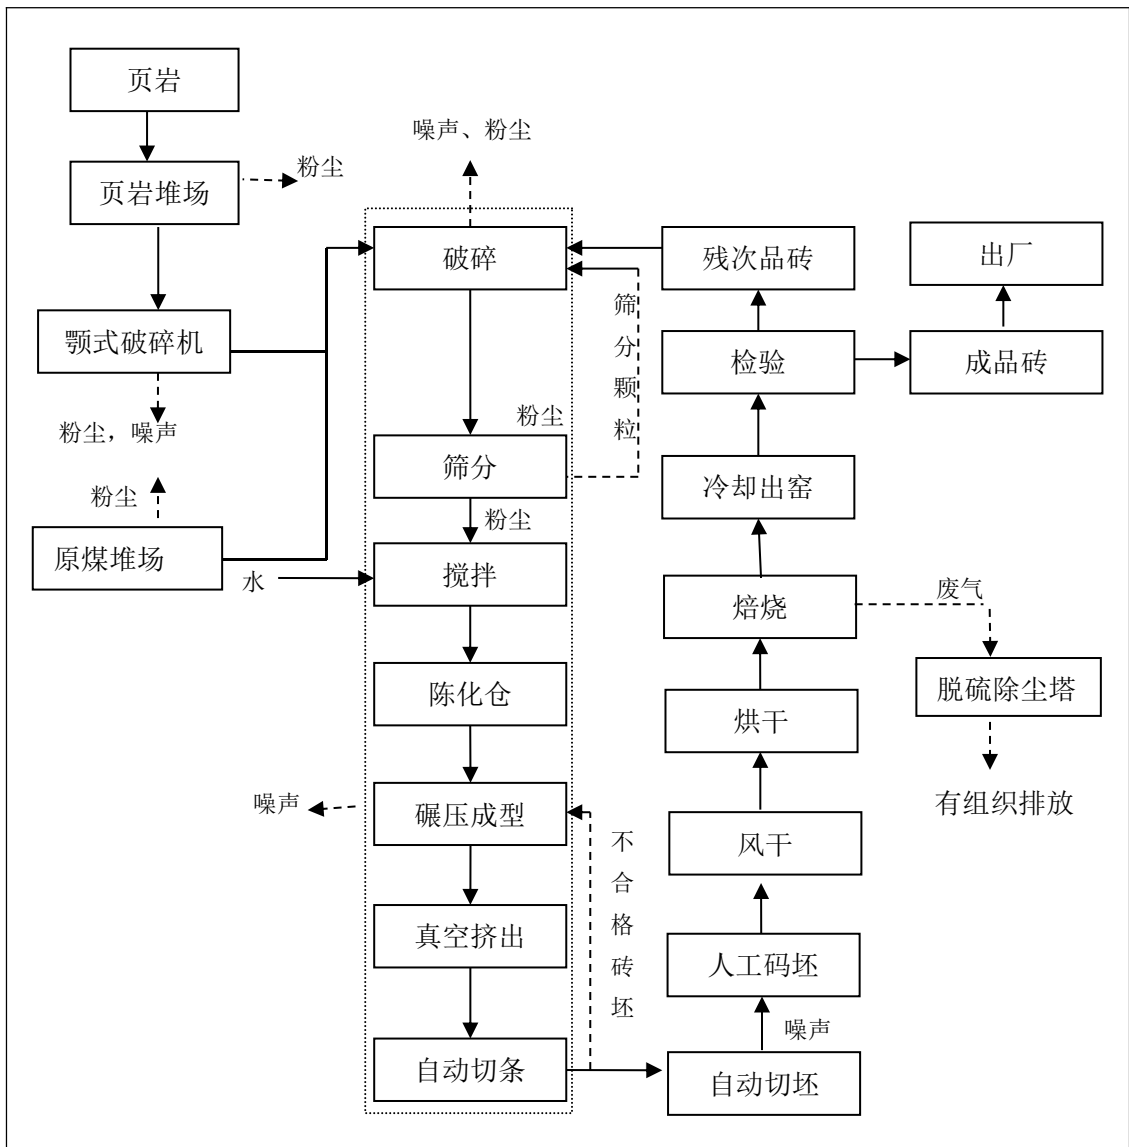 页岩
噪声、粉尘
粉尘
页岩堆场
破碎
残次品砖
出厂
筛分颗粒
颚式破碎机
检验
成品砖
粉尘
粉尘，噪声
筛分
冷却出窑
粉尘
粉尘
原煤堆场
水
搅拌
焙烧
废气
陈化仓
烘干
脱硫除尘塔
噪声
碾压成型
有组织排放
不合格砖坯
风干
真空挤出
人工码坯
噪声
自动切条
自动切坯